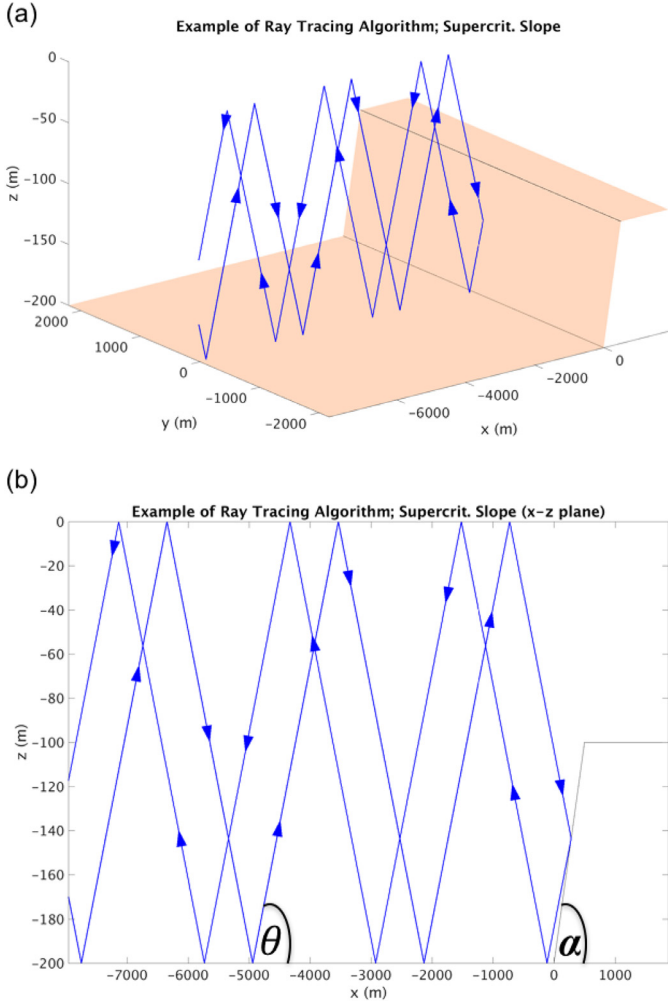 (a)
Example of Ray Tracing Algorithm; Supercrit. Slope
0
−50
−100
−150
−200
z (m)
2000
1000
0
−1000
−2000
y (m)
−6000
−4000
−2000
0
x (m)
(b)
Example of Ray Tracing Algorithm; Supercrit. Slope (x−z plane)
0
−20
−40
−60
−80
−100
−120
−140
−160
−180
−200
z (m)
θ
α
−7000 −6000 −5000 −4000 −3000 −2000 −1000 0 1000
x (m)